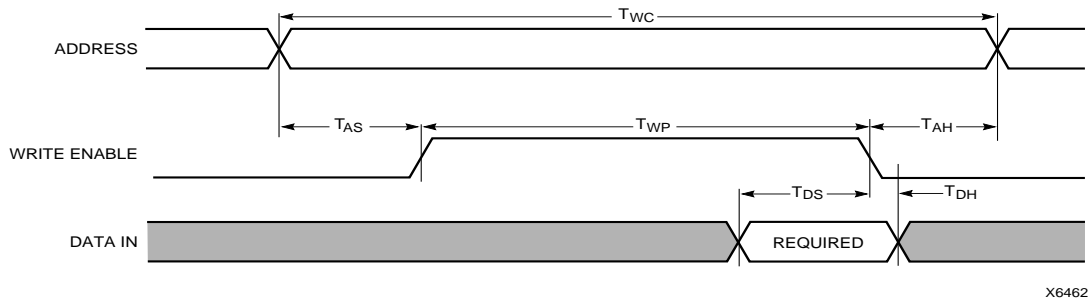 TWC
ADDRESS
TAS
TWP
TAH
WRITE ENABLE
TDS
TDH
DATA IN
REQUIRED
X6462